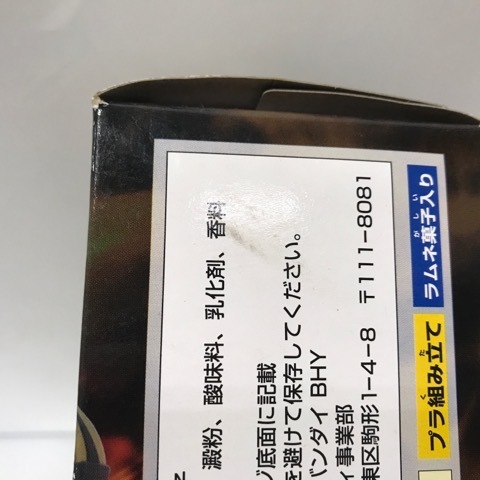 澱粉、酸味料、乳化剤、香料
ジ底面に記載
を避けて保存してください。
バンダイ BHY
ィ事業部
東区駒形1-4-8 〒111-8081
プラ組み立て
ラムネ菓子入り